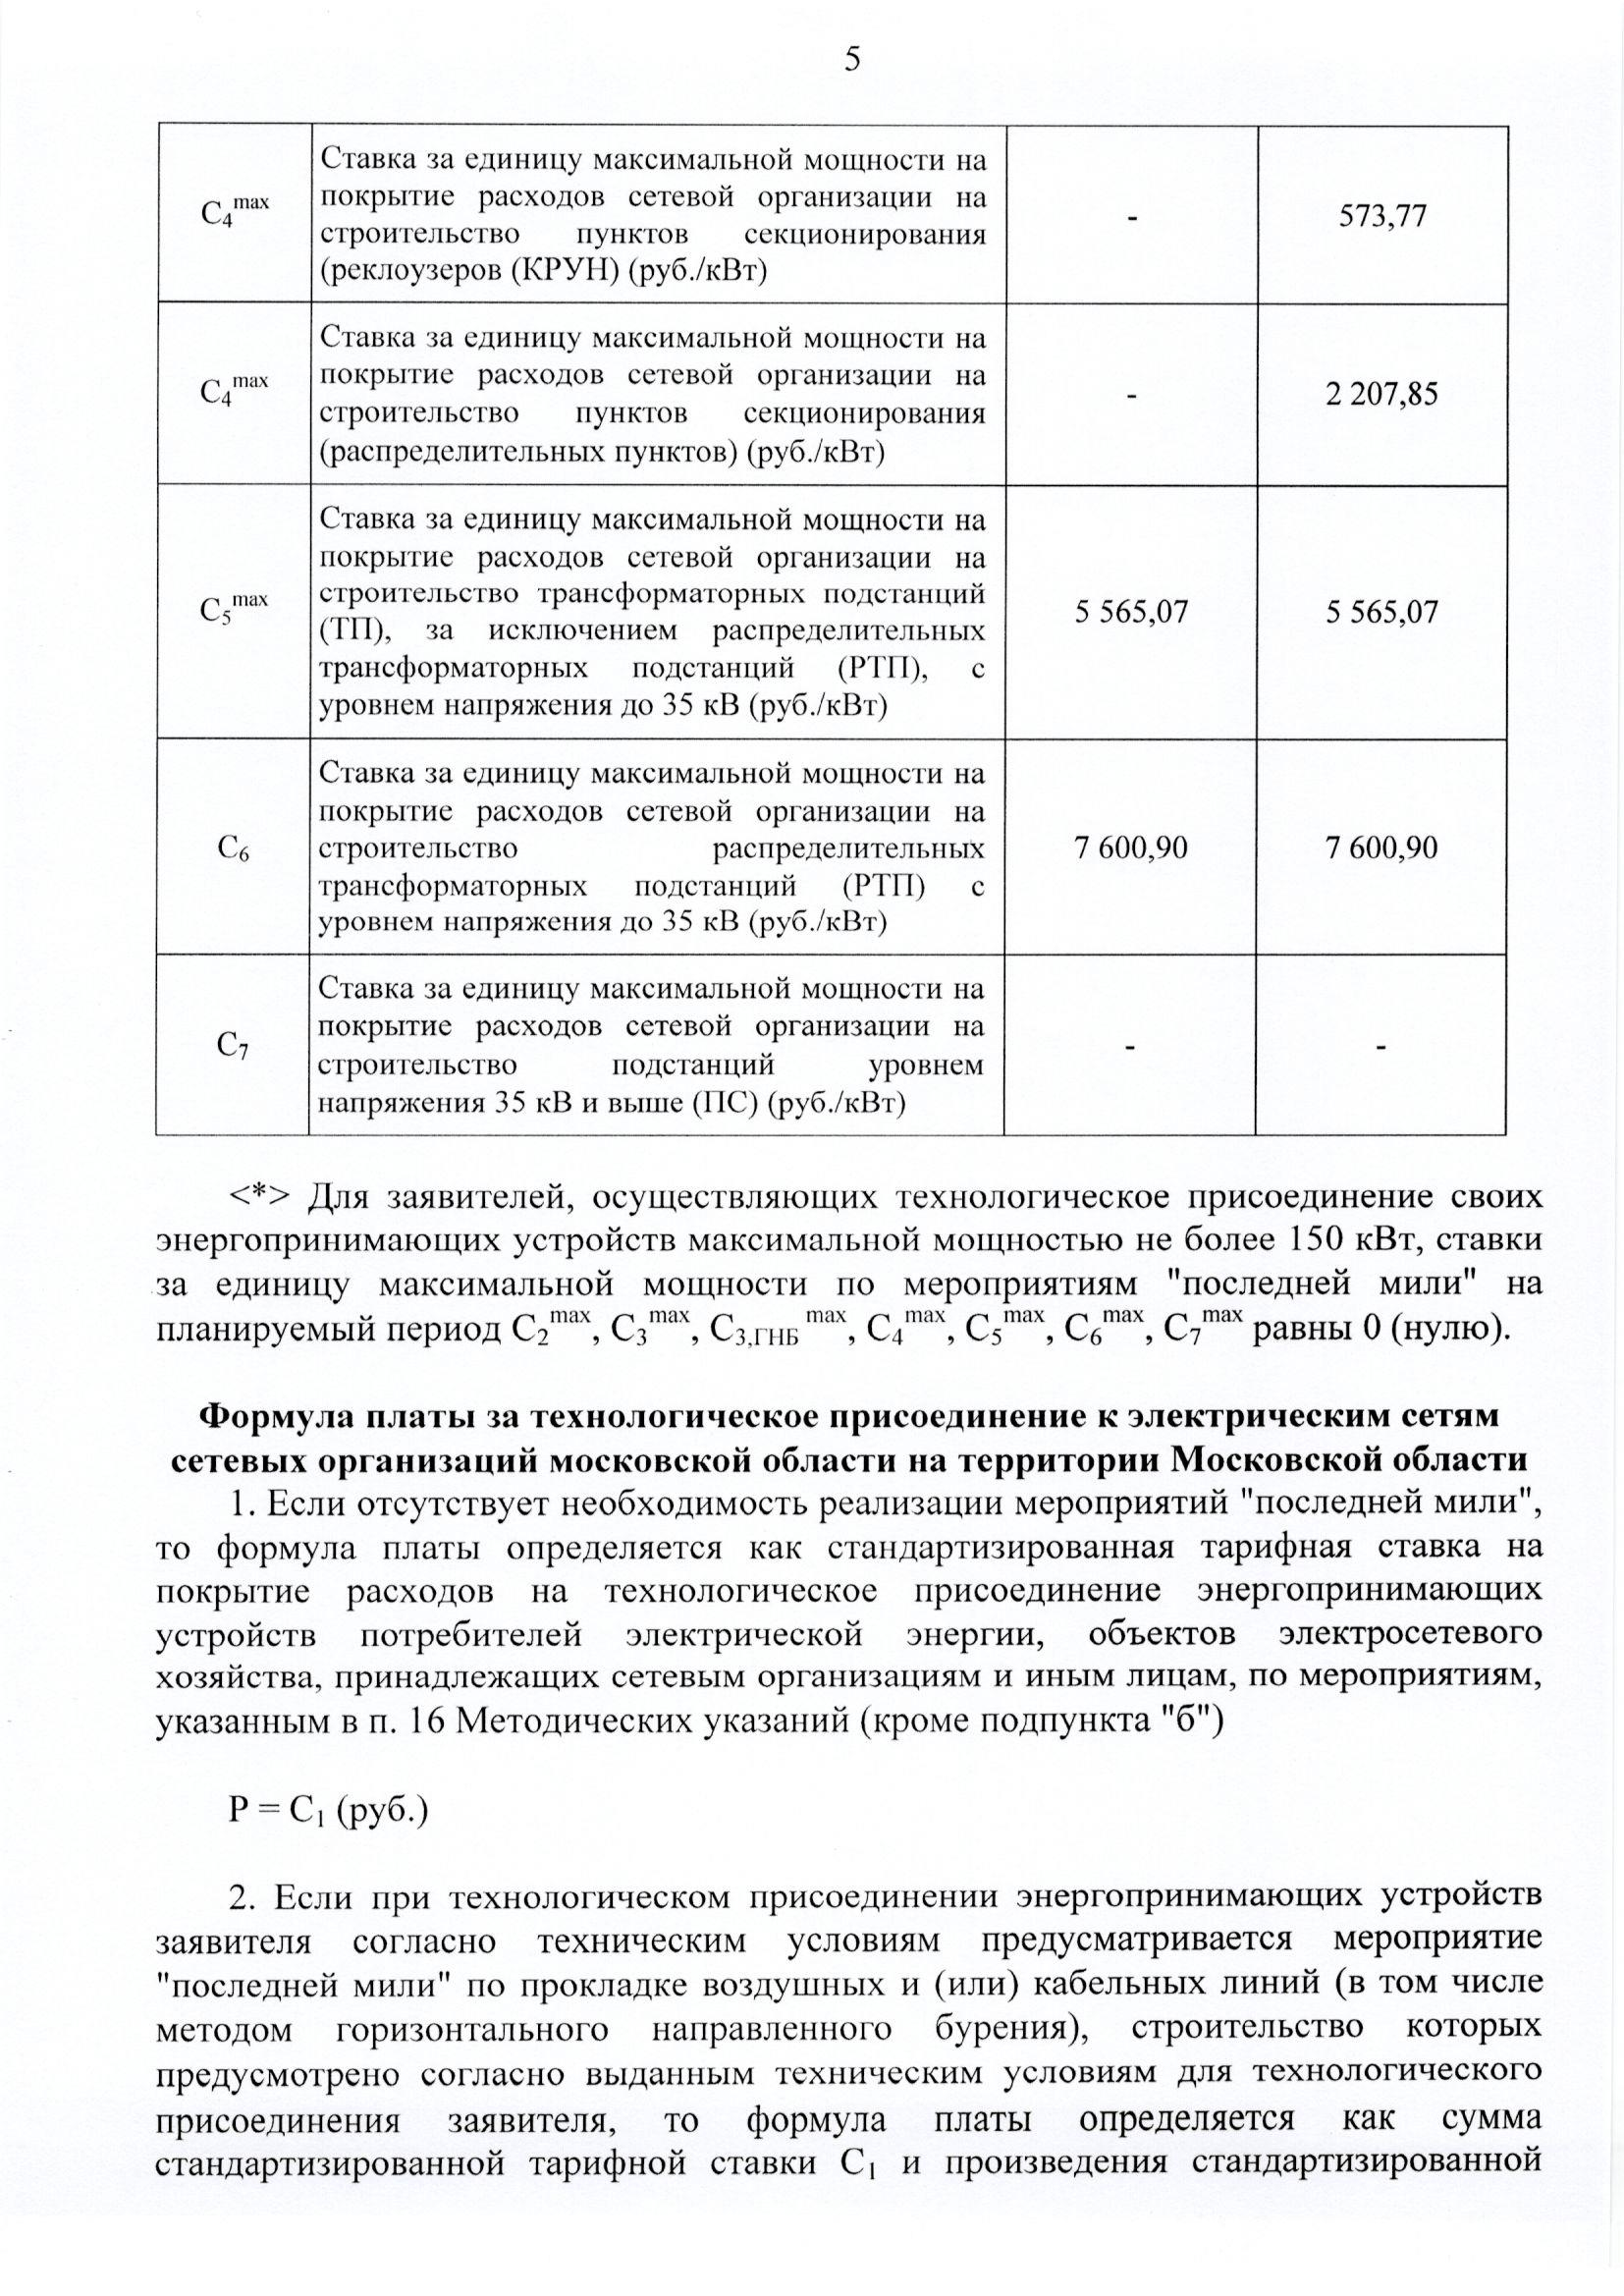 5
C₄ᵐᵃˣ
Ставка за единицу максимальной мощности на
покрытие расходов сетевой организации на
строительство пунктов секционирования
(реклоузеров (КРУН) (руб./кВт)
-
573,77
C₄ᵐᵃˣ
Ставка за единицу максимальной мощности на
покрытие расходов сетевой организации на
строительство пунктов секционирования
(распределительных пунктов) (руб./кВт)
-
2 207,85
C₅ᵐᵃˣ
Ставка за единицу максимальной мощности на
покрытие расходов сетевой организации на
строительство трансформаторных подстанций
(ТП), за исключением распределительных
трансформаторных подстанций (РТП), с
уровнем напряжения до 35 кВ (руб./кВт)
5 565,07
5 565,07
C₆
Ставка за единицу максимальной мощности на
покрытие расходов сетевой организации на
строительство распределительных
трансформаторных подстанций (РТП) с
уровнем напряжения до 35 кВ (руб./кВт)
7 600,90
7 600,90
C₇
Ставка за единицу максимальной мощности на
покрытие расходов сетевой организации на
строительство подстанций уровнем
напряжения 35 кВ и выше (ПС) (руб./кВт)
-
-
<*> Для заявителей, осуществляющих технологическое присоединение своих
энергопринимающих устройств максимальной мощностью не более 150 кВт, ставки
за единицу максимальной мощности по мероприятиям "последней мили" на
планируемый период C₂ᵐᵃˣ, C₃ᵐᵃˣ, C₃,ГНБ ᵐᵃˣ, C₄ᵐᵃˣ, C₅ᵐᵃˣ, C₆ᵐᵃˣ, C₇ᵐᵃˣ равны 0 (нулю).
Формула платы за технологическое присоединение к электрическим сетям
сетевых организаций московской области на территории Московской области
1. Если отсутствует необходимость реализации мероприятий "последней мили",
то формула платы определяется как стандартизированная тарифная ставка на
покрытие расходов на технологическое присоединение энергопринимающих
устройств потребителей электрической энергии, объектов электросетевого
хозяйства, принадлежащих сетевым организациям и иным лицам, по мероприятиям,
указанным в п. 16 Методических указаний (кроме подпункта "б")
P = C₁ (руб.)
2. Если при технологическом присоединении энергопринимающих устройств
заявителя согласно техническим условиям предусматривается мероприятие
"последней мили" по прокладке воздушных и (или) кабельных линий (в том числе
методом горизонтального направленного бурения), строительство которых
предусмотрено согласно выданным техническим условиям для технологического
присоединения заявителя, то формула платы определяется как сумма
стандартизированной тарифной ставки C₁ и произведения стандартизированной